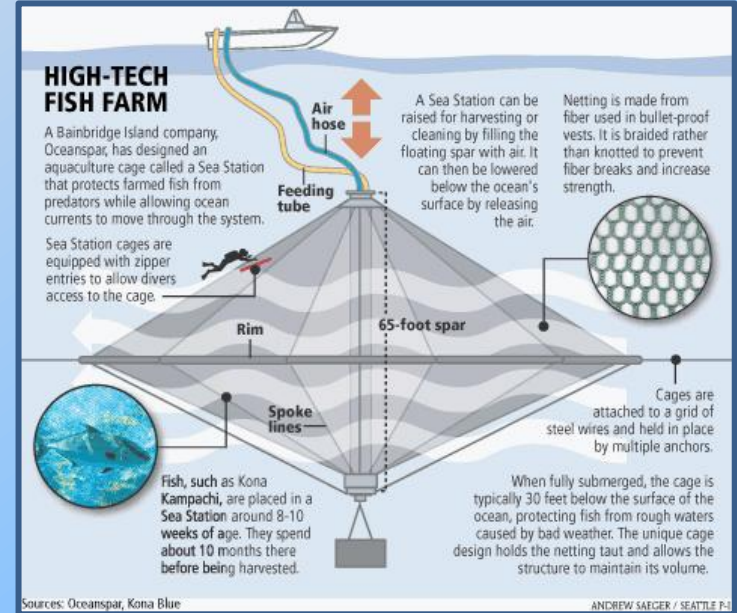 HIGH-TECH
FISH FARM
A Bainbridge Island company,
Oceanspar, has designed an
aquaculture cage called a Sea Station
that protects farmed fish from
predators while allowing ocean
currents to move through the system.
Sea Station cages are
equipped with zipper
entries to allow divers
access to the cage.
Air
hose
Feeding
tube
A Sea Station can be
raised for harvesting or
cleaning by filling the
floating spar with air. It
can then be lowered
below the ocean's
surface by releasing
the air.
Netting is made from
fiber used in bullet-proof
vests. It is braided rather
than knotted to prevent
fiber breaks and increase
strength.
Rim
65-foot spar
Spoke
lines
Cages are
attached to a grid of
steel wires and held in place
by multiple anchors.
Fish, such as Kona
Kampachi, are placed in a
Sea Station around 8-10
weeks of age. They spend
about 10 months there
before being harvested.
When fully submerged, the cage is
typically 30 feet below the surface of the
ocean, protecting fish from rough waters
caused by bad weather. The unique cage
design holds the netting taut and allows the
structure to maintain its volume.
Sources: Oceanspar, Kona Blue
ANDREW SAEGER / SEATTLE P-I